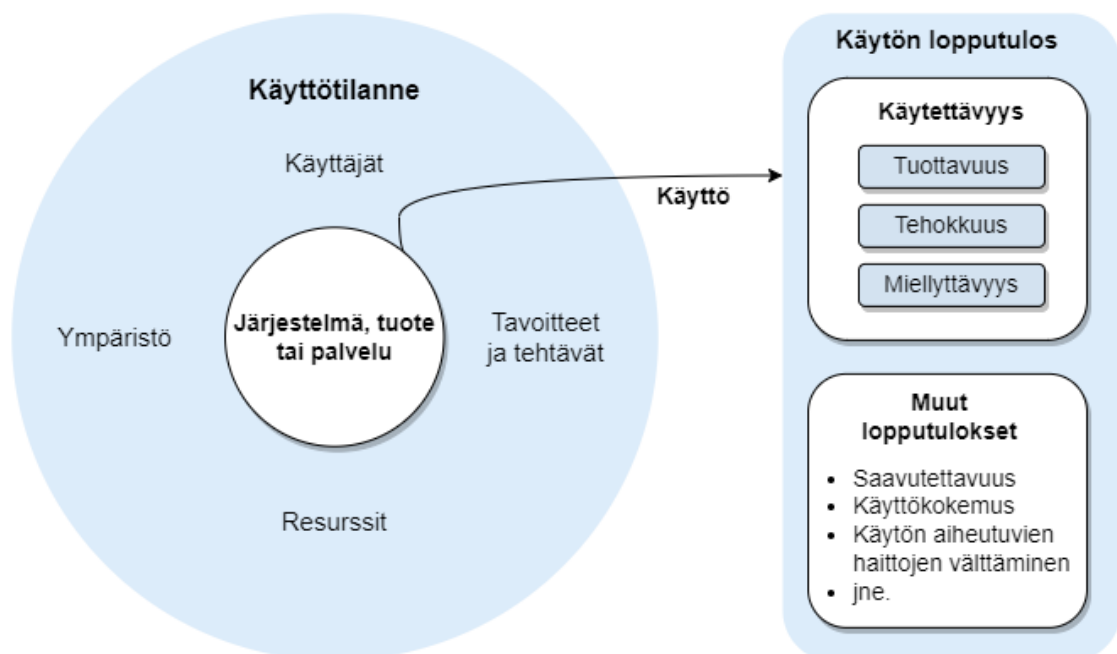 Käyttötilanne
Käyttäjät
Ympäristö
Järjestelmä, tuote
tai palvelu
Tavoitteet
ja tehtävät
Resurssit
Käyttö
Käytön lopputulos
Käytettävyys
Tuottavuus
Tehokkuus
Miellyttävyys
Muut
lopputulokset
• Saavutettavuus
• Käyttökokemus
• Käytön aiheutuvien
haittojen välttäminen
• jne.